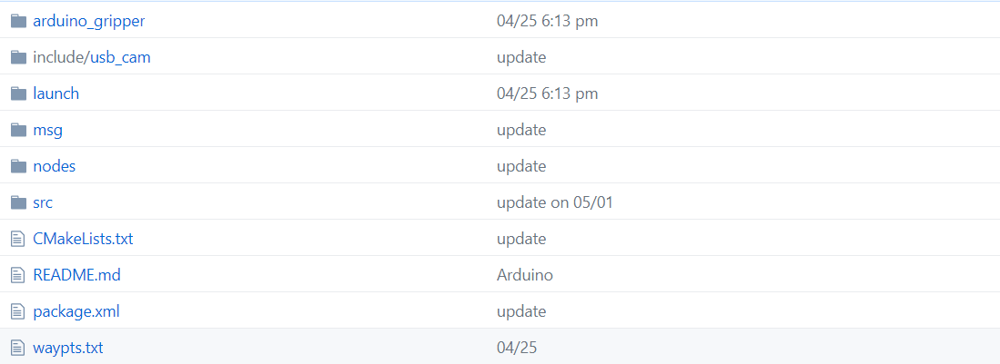 arduino_gripper 04/25 6:13 pm
include/usb_cam update
launch 04/25 6:13 pm
msg update
nodes update
src update on 05/01
CMakeLists.txt update
README.md Arduino
package.xml update
waypts.txt 04/25